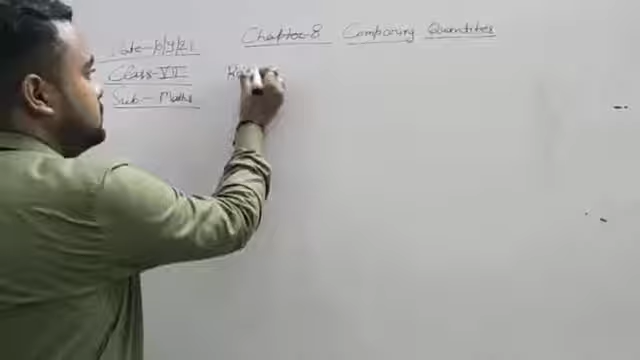 Chapter-8 Comparing Quantities
Class-VII
Sub- Maths